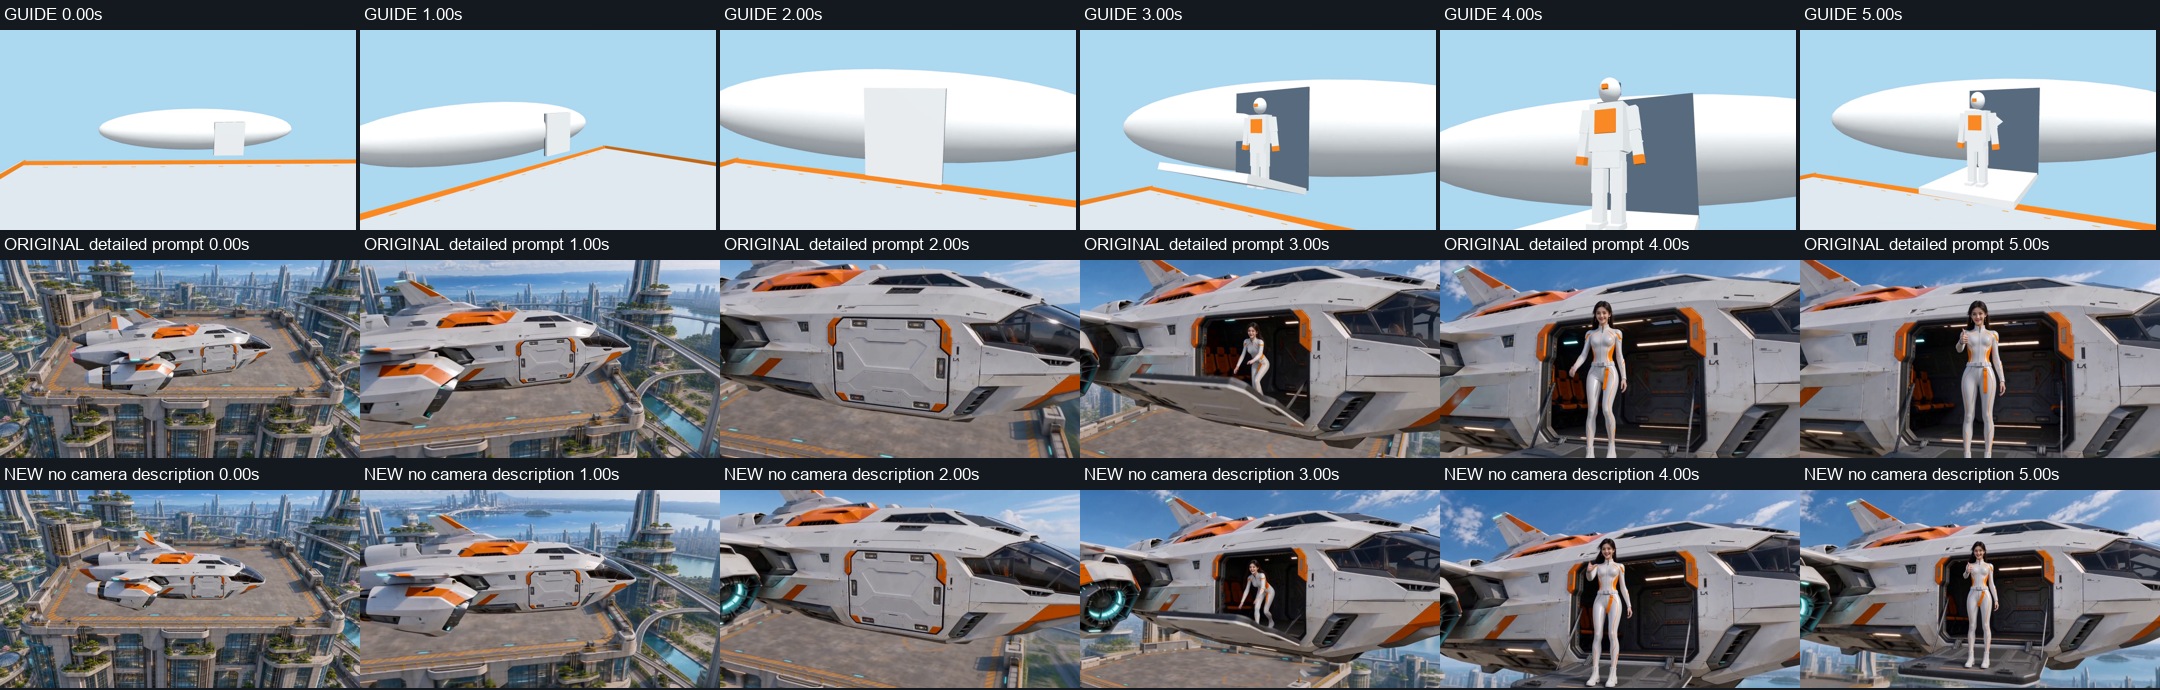 GUIDE 0.00s
GUIDE 1.00s
GUIDE 2.00s
GUIDE 3.00s
GUIDE 4.00s
GUIDE 5.00s
ORIGINAL detailed prompt 0.00s
ORIGINAL detailed prompt 1.00s
ORIGINAL detailed prompt 2.00s
ORIGINAL detailed prompt 3.00s
ORIGINAL detailed prompt 4.00s
ORIGINAL detailed prompt 5.00s
NEW no camera description 0.00s
NEW no camera description 1.00s
NEW no camera description 2.00s
NEW no camera description 3.00s
NEW no camera description 4.00s
NEW no camera description 5.00s